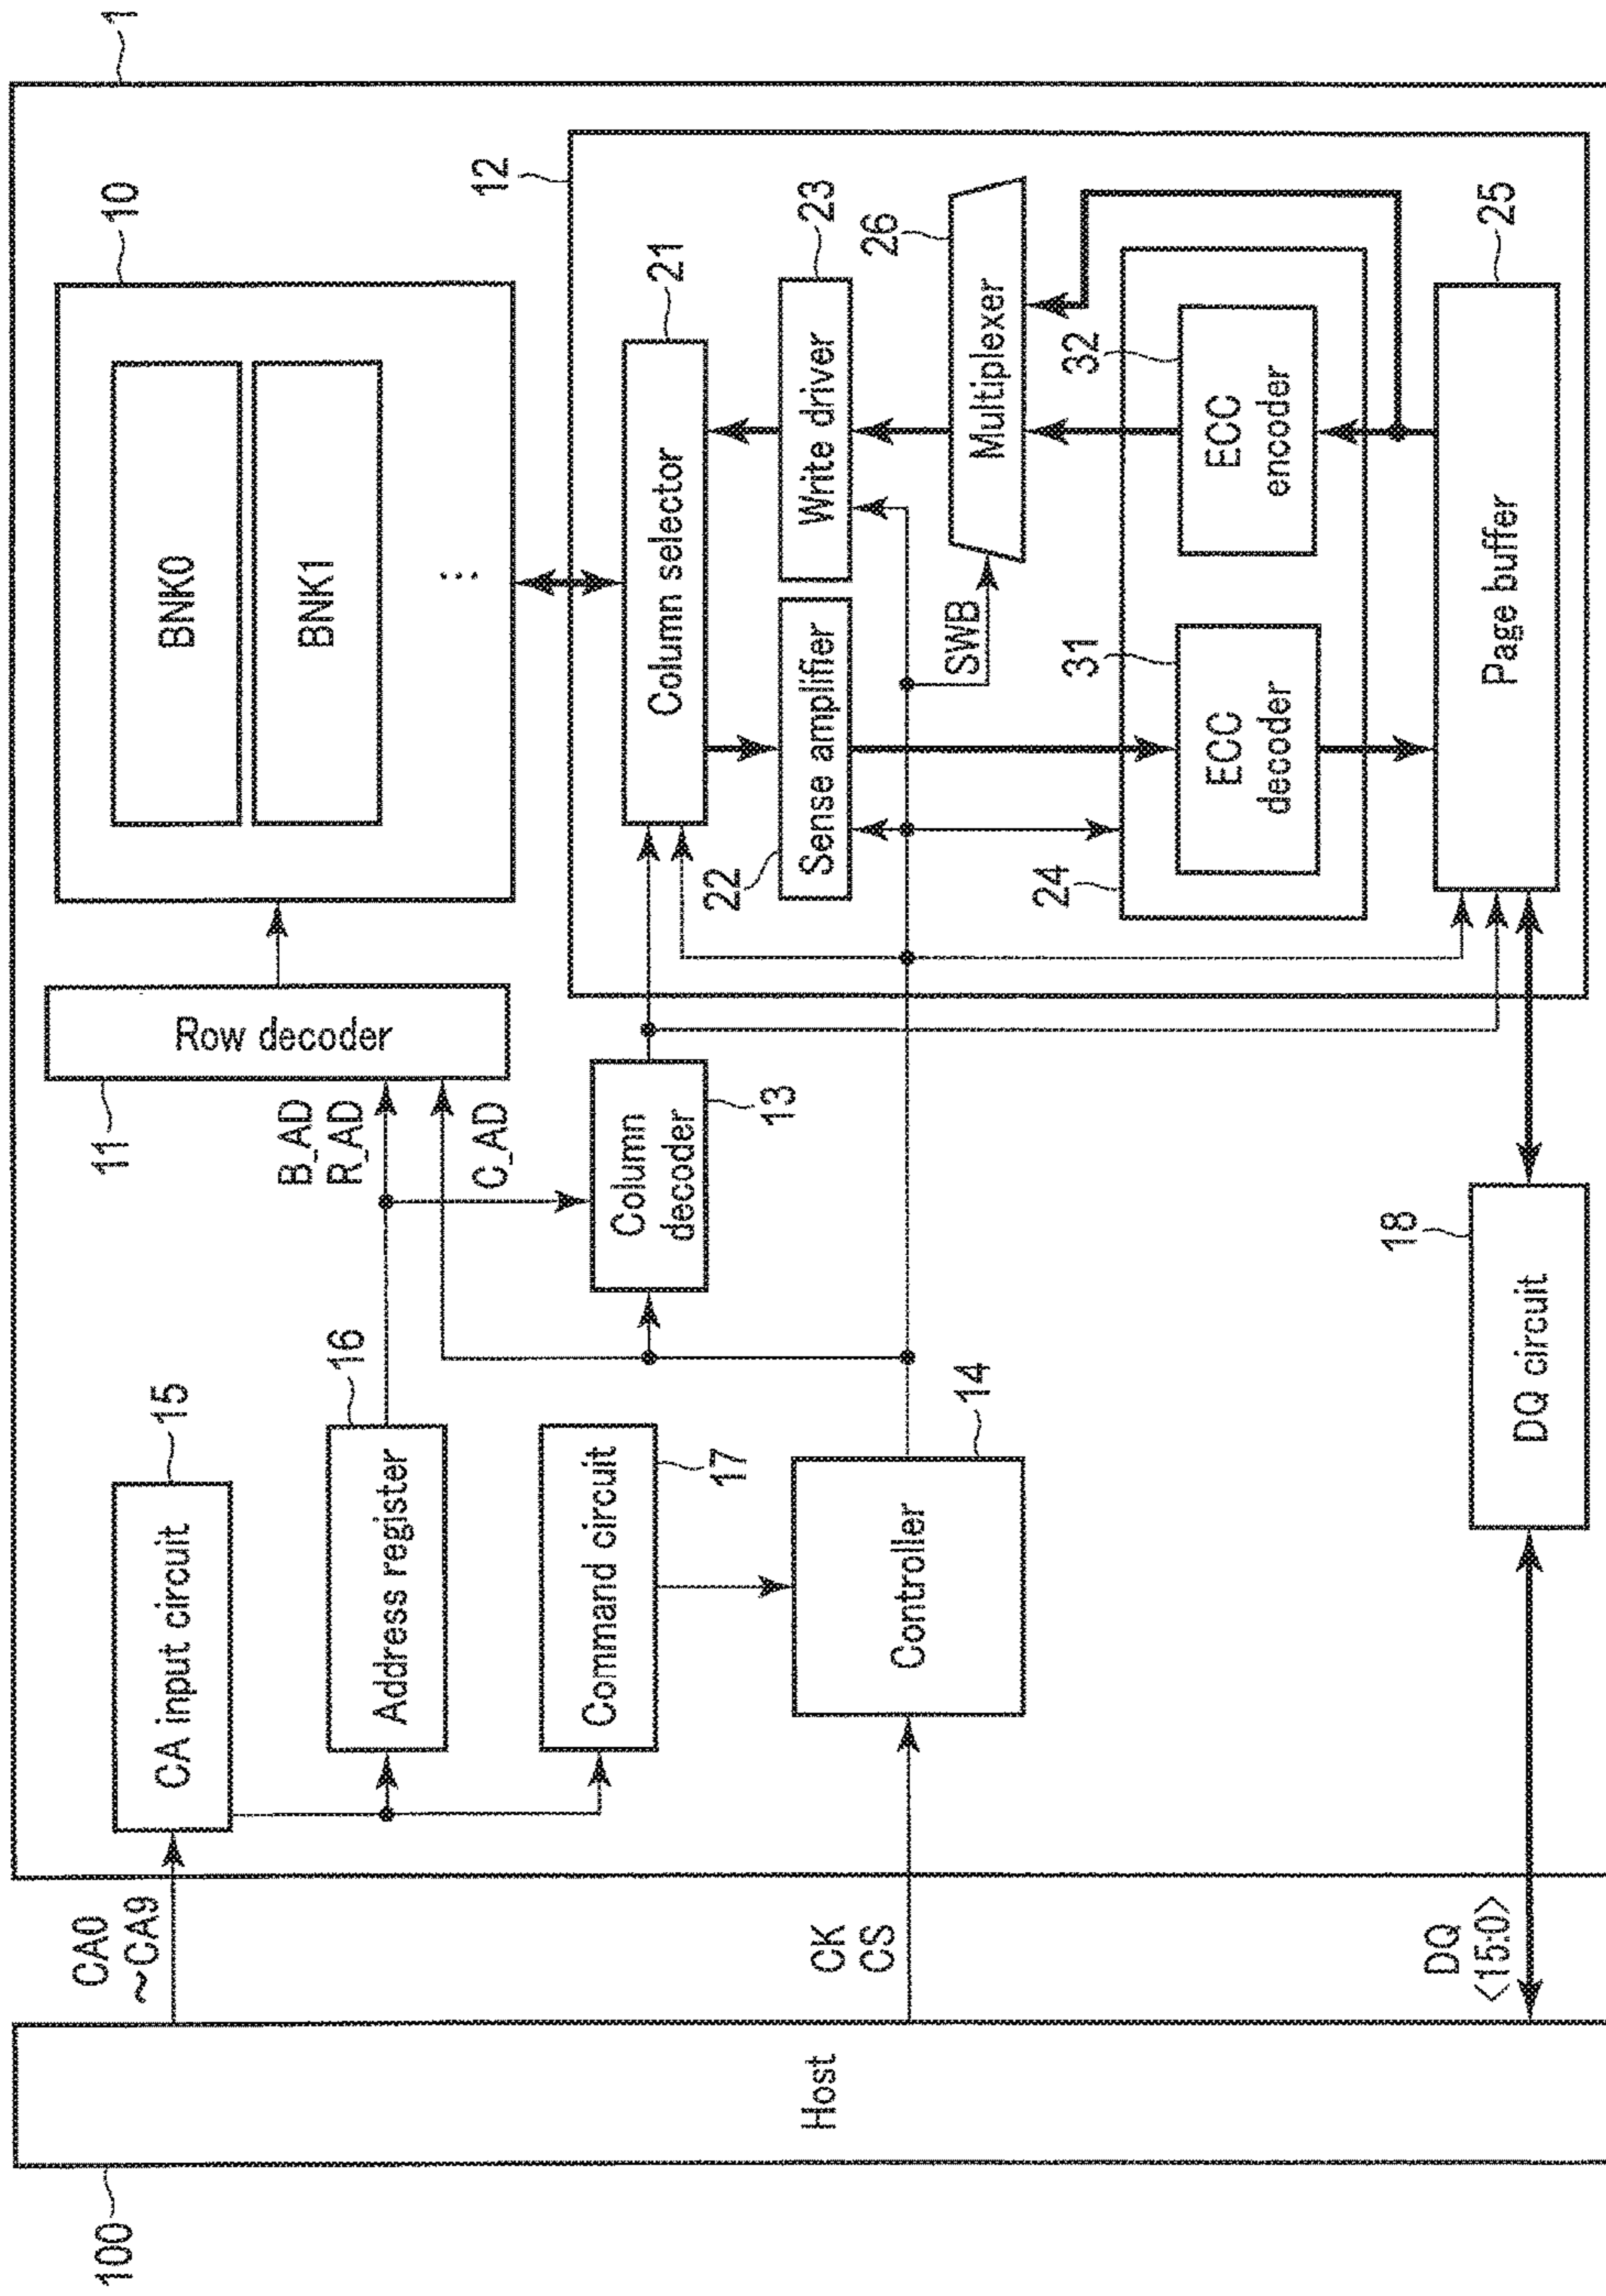 1
100
Host
CA0
~CA9
CK
CS
DQ
<15:0>
CA input circuit
15
Address register
16
Command circuit
17
Controller
14
DQ circuit
18
B_AD
R_AD
C_AD
11
Row decoder
Column
decoder
13
10
BNK0
BNK1
...
12
Column selector
21
22
Sense amplifier
Write driver
23
SWB
Multiplexer
26
24
31
ECC
decoder
32
ECC
encoder
Page buffer
25